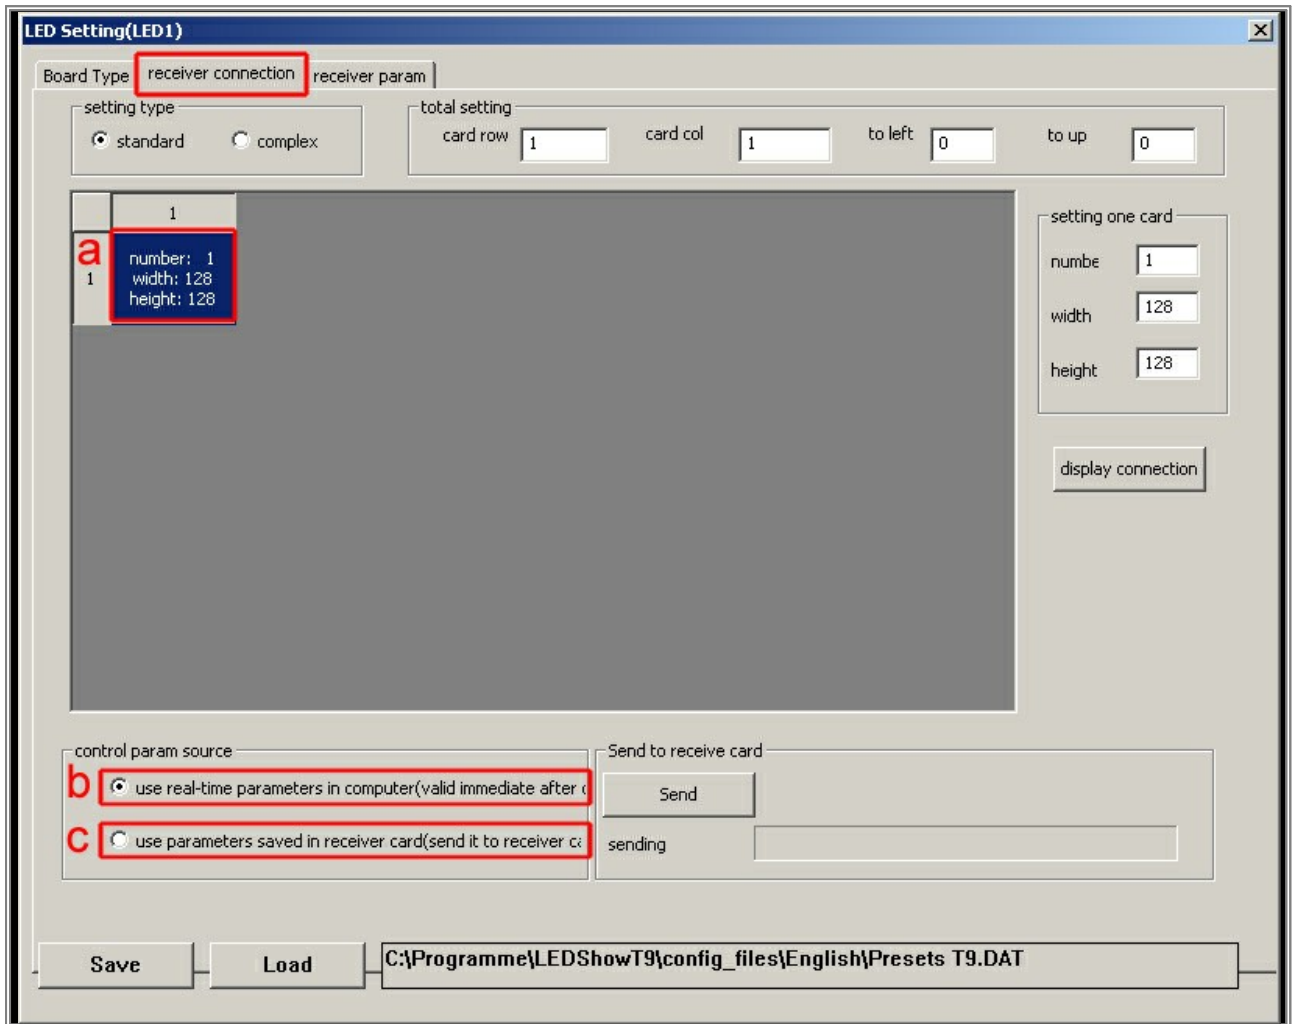 LED Setting(LED1)
Board Type receiver connection receiver param
setting type total setting
standard complex card row 1 card col 1 to left 0 to up 0
1
a
1
number: 1
width: 128
height: 128
setting one card
numbe 1
width 128
height 128
display connection
control param source
b use real-time parameters in computer(valid immediate after
c use parameters saved in receiver card(send it to receiver
Send to receive card
Send
sending
Save Load C:\Programme\LEDShowT9\config_files\English\Presets T9.DAT